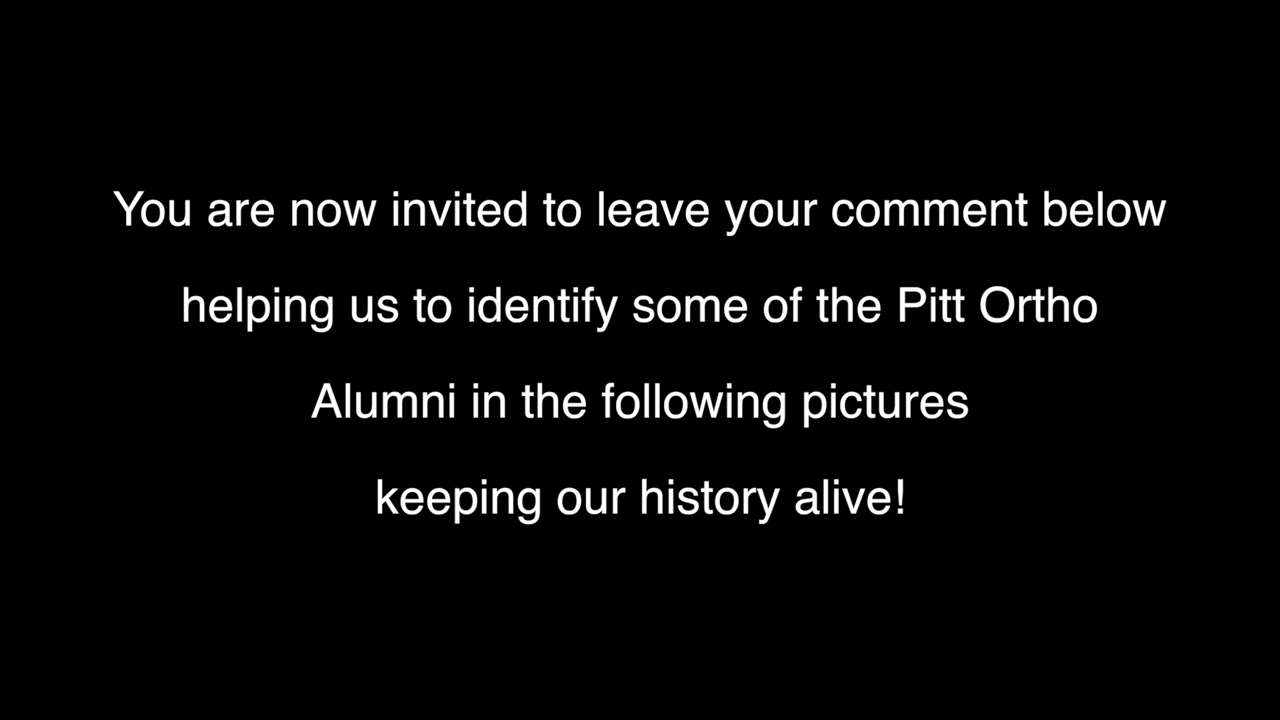 You are now invited to leave your comment below
helping us to identify some of the Pitt Ortho
Alumni in the following pictures
keeping our history alive!